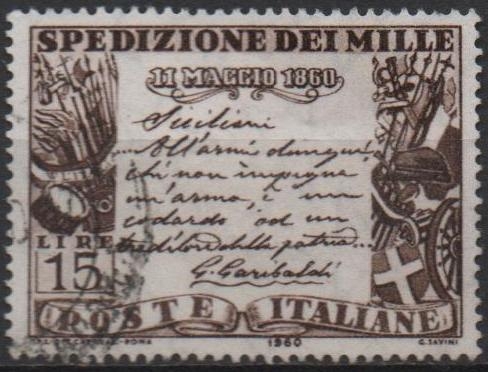 SPEDIZIONE DEI MILLE
11 MAGGIO 1860
Siciliani
All'armi dunque!
chi non impugna
un'arma, è un
codardo od un
traditore della patria...
G. Garibaldi
LIRE
15
POSTE ITALIANE
1960
G. SAVINI